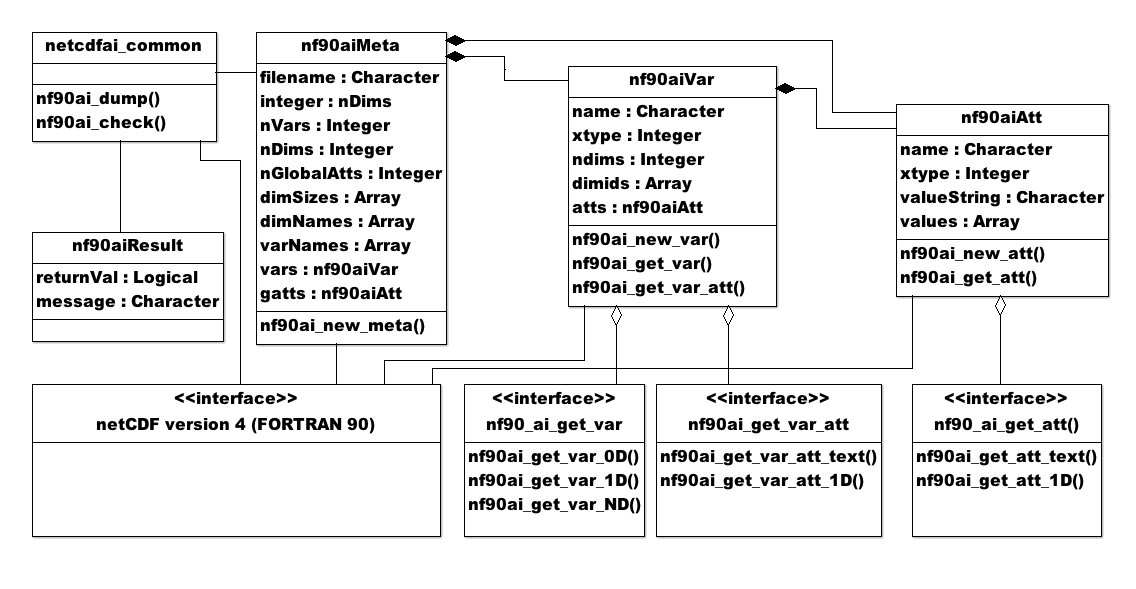 netcdfai_common
nf90ai_dump()
nf90ai_check()
nf90aiMeta
filename : Character
integer : nDims
nVars : Integer
nDims : Integer
nGlobalAtts : Integer
dimSizes : Array
dimNames : Array
varNames : Array
vars : nf90aiVar
gatts : nf90aiAtt
nf90ai_new_meta()
nf90aiVar
name : Character
xtype : Integer
ndims : Integer
dimids : Array
atts : nf90aiAtt
nf90ai_new_var()
nf90ai_get_var()
nf90ai_get_var_att()
nf90aiAtt
name : Character
xtype : Integer
valueString : Character
values : Array
nf90ai_new_att()
nf90ai_get_att()
nf90aiResult
returnVal : Logical
message : Character
<<interface>>
netCDF version 4 (FORTRAN 90)
<<interface>>
nf90_ai_get_var
nf90ai_get_var_0D()
nf90ai_get_var_1D()
nf90ai_get_var_ND()
<<interface>>
nf90ai_get_var_att
nf90ai_get_var_att_text()
nf90ai_get_var_att_1D()
<<interface>>
nf90_ai_get_att()
nf90ai_get_att_text()
nf90ai_get_att_1D()